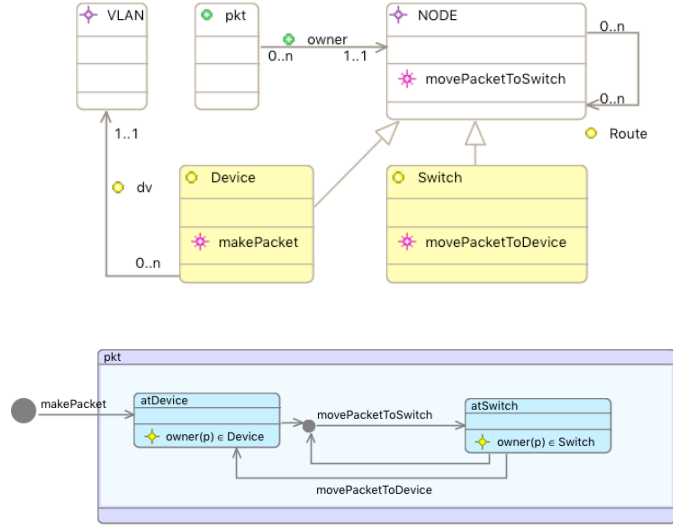 VLAN
pkt
NODE
owner
0..n
1..1
movePacketToSwitch
0..n
0..n
Route
1..1
dv
0..n
Device
makePacket
Switch
movePacketToDevice
pkt
makePacket
atDevice
owner(p) ∈ Device
movePacketToSwitch
atSwitch
owner(p) ∈ Switch
movePacketToDevice